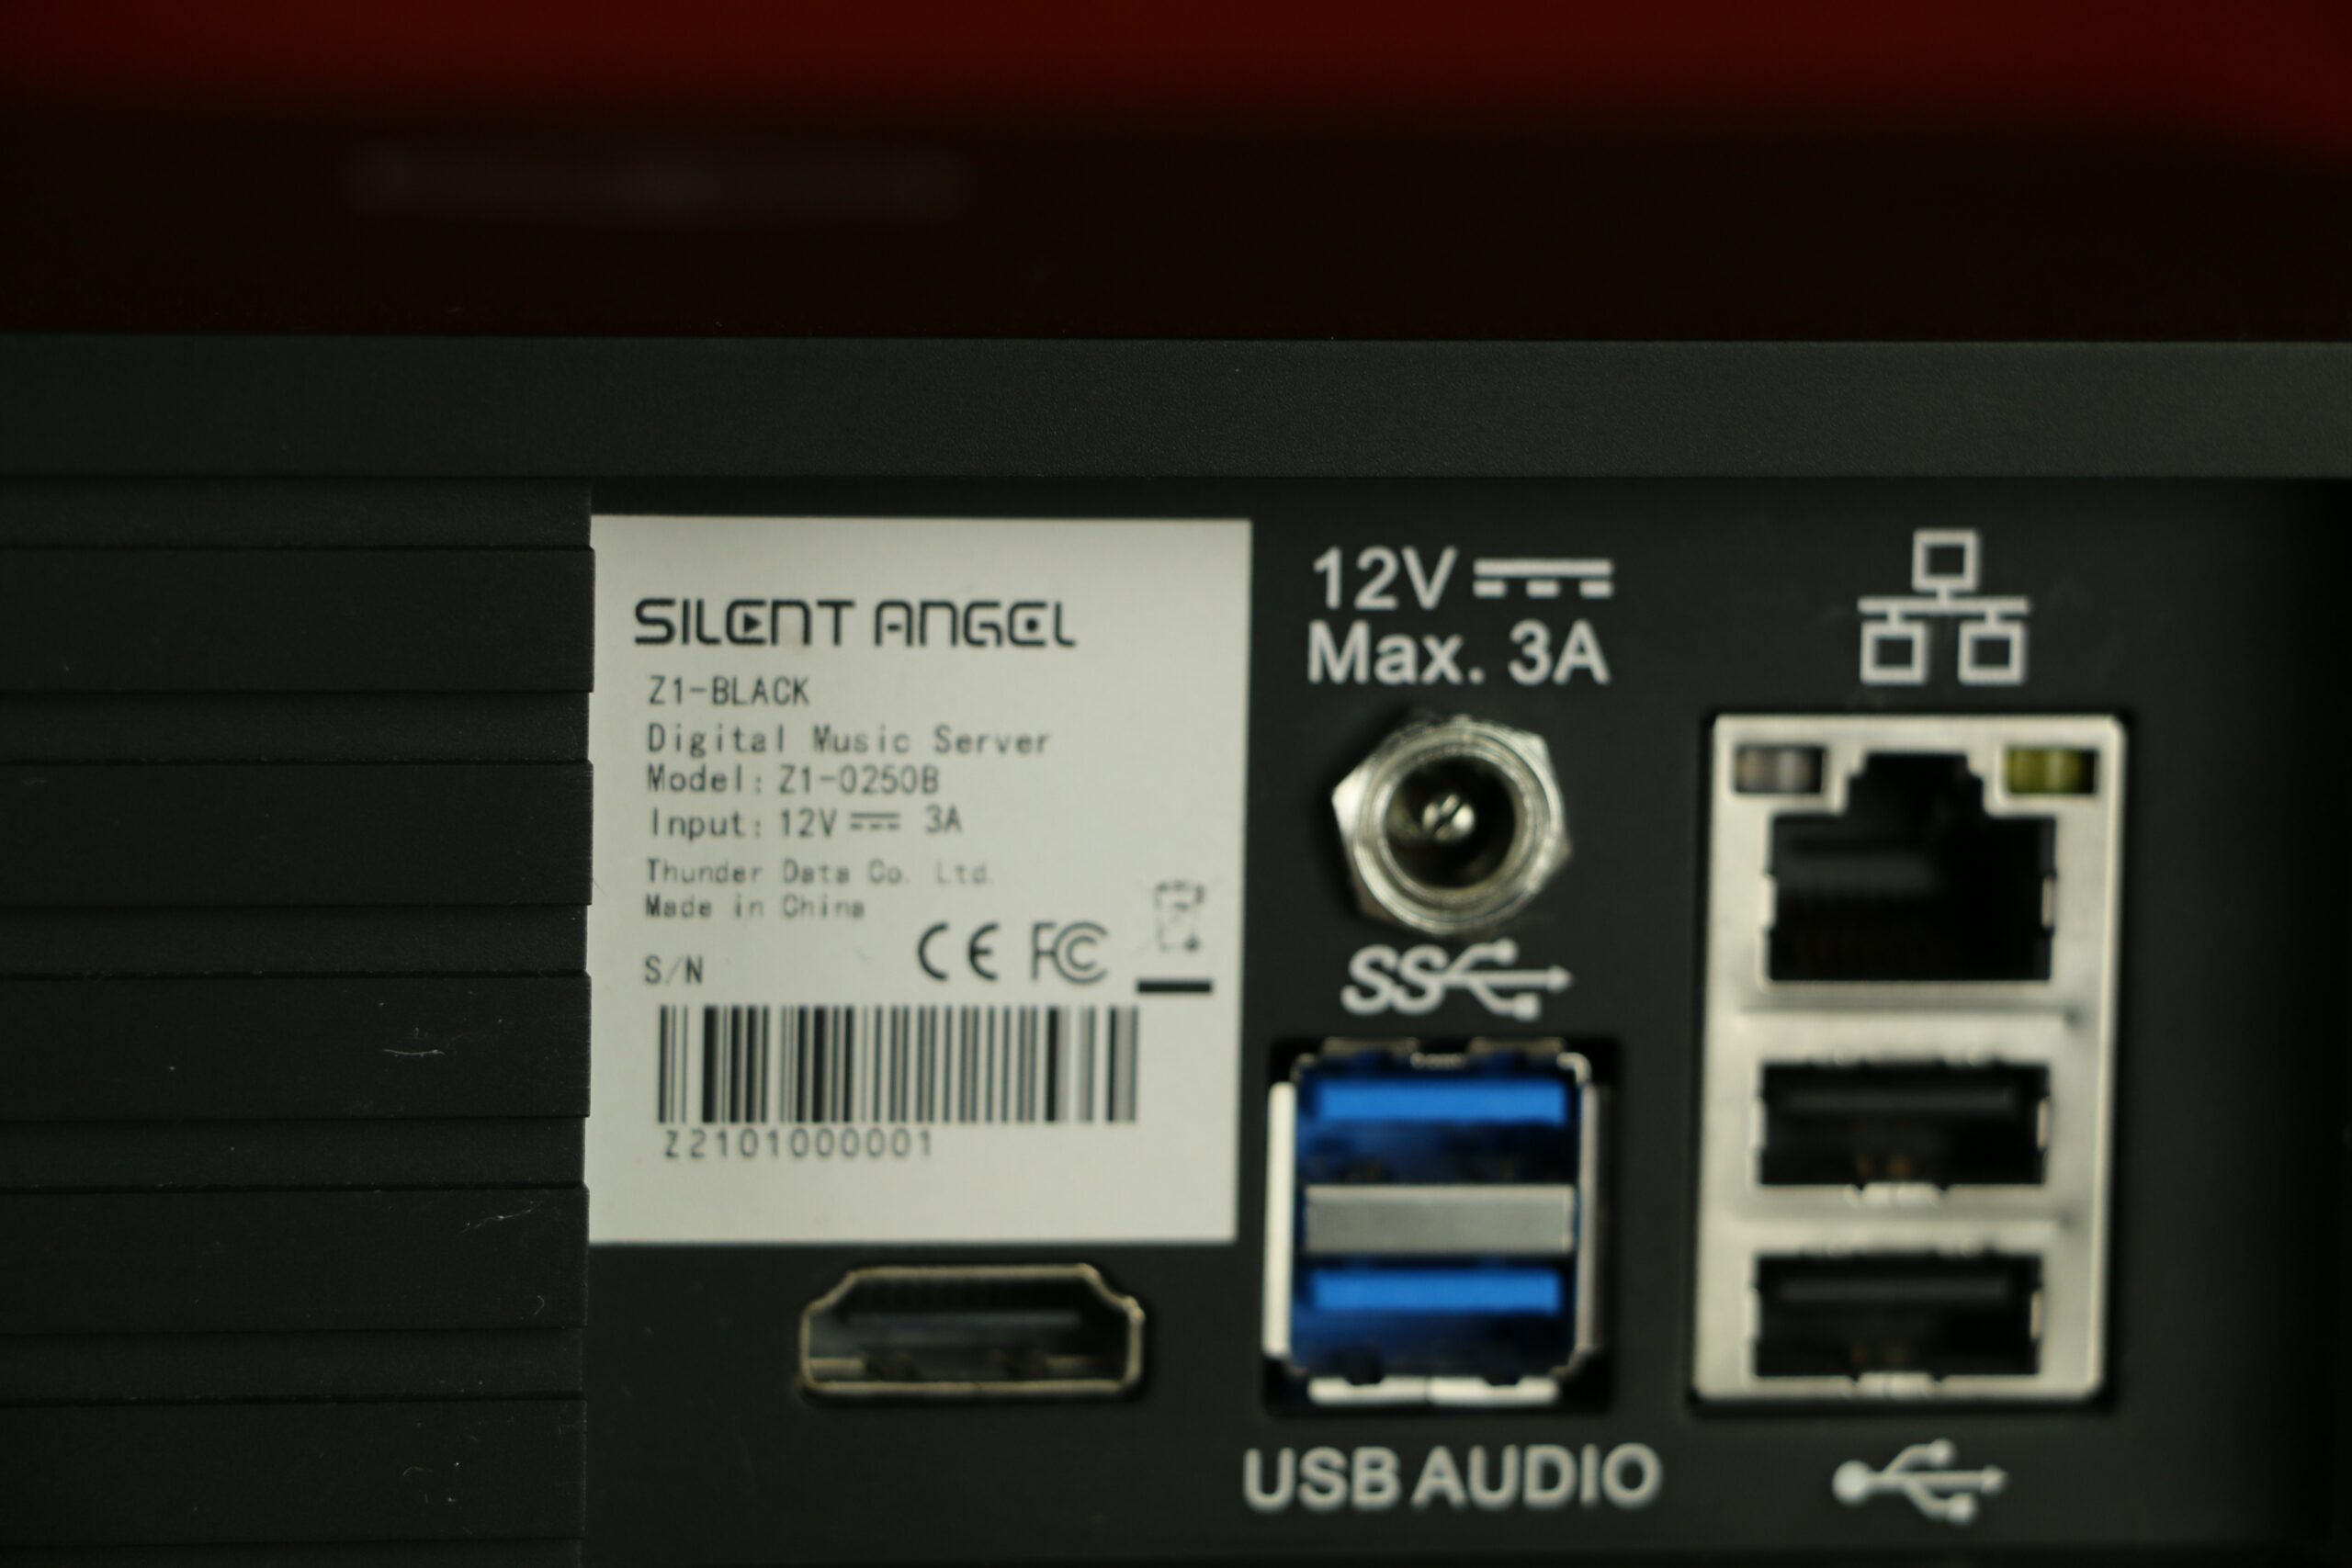 SILENT ANGEL
Z1-BLACK
Digital Music Server
Model: Z1-0250B
Input: 12V 3A
Thunder Data Co. Ltd.
Made in China
CE FC
S/N
Z2101000001
12V
Max. 3A
SS
USB AUDIO